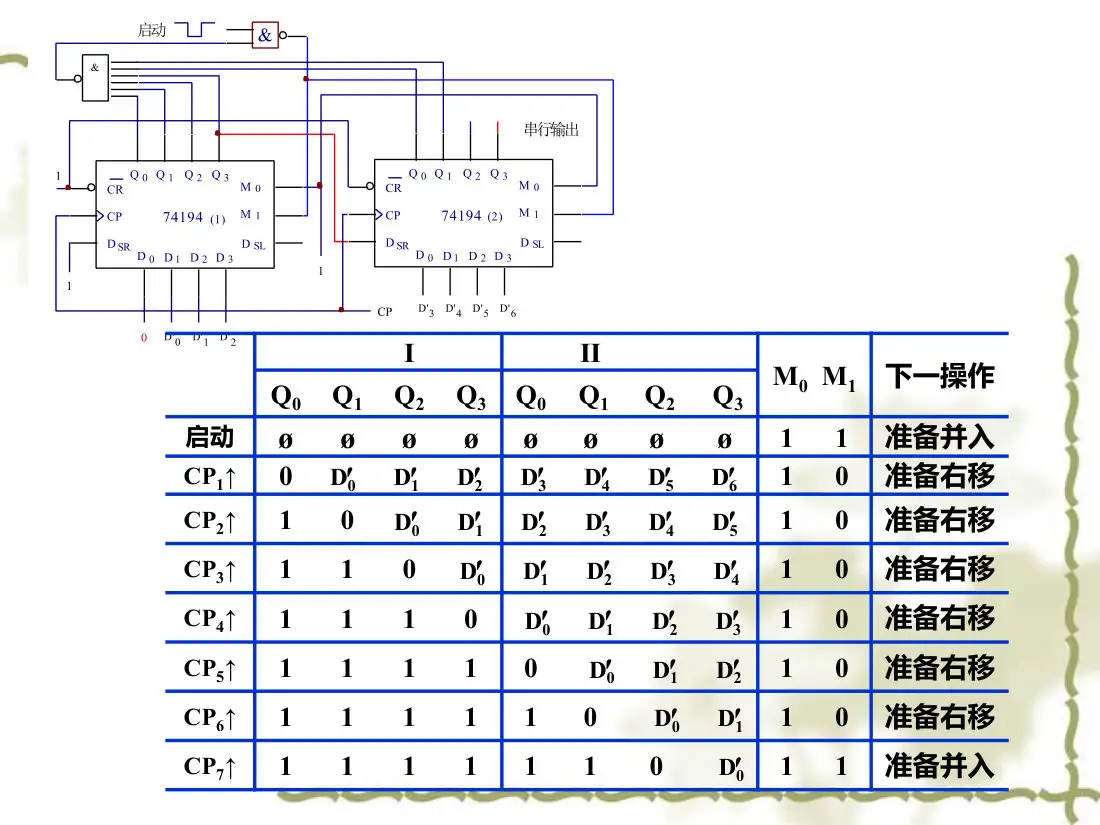 启动
&
&
串行输出
1
Q0 Q1 Q2 Q3
CR
M0
CP
74194 (1)
M1
DSR
DSL
D0 D1 D2 D3
1
1
0 D0 D1 D2
Q0 Q1 Q2 Q3
CR
M0
CP
74194 (2)
M1
DSR
DSL
D0 D1 D2 D3
CP
D'3 D'4 D'5 D'6
I II M0 M1 下一操作
Q0 Q1 Q2 Q3 Q0 Q1 Q2 Q3
启动 ø ø ø ø ø ø ø ø 1 1 准备并入
CP1↑ 0 D′0 D′1 D′2 D′3 D′4 D′5 D′6 1 0 准备右移
CP2↑ 1 0 D′0 D′1 D′2 D′3 D′4 D′5 1 0 准备右移
CP3↑ 1 1 0 D′0 D′1 D′2 D′3 D′4 1 0 准备右移
CP4↑ 1 1 1 0 D′0 D′1 D′2 D′3 1 0 准备右移
CP5↑ 1 1 1 1 0 D′0 D′1 D′2 1 0 准备右移
CP6↑ 1 1 1 1 1 0 D′0 D′1 1 0 准备右移
CP7↑ 1 1 1 1 1 1 0 D′0 1 1 准备并入